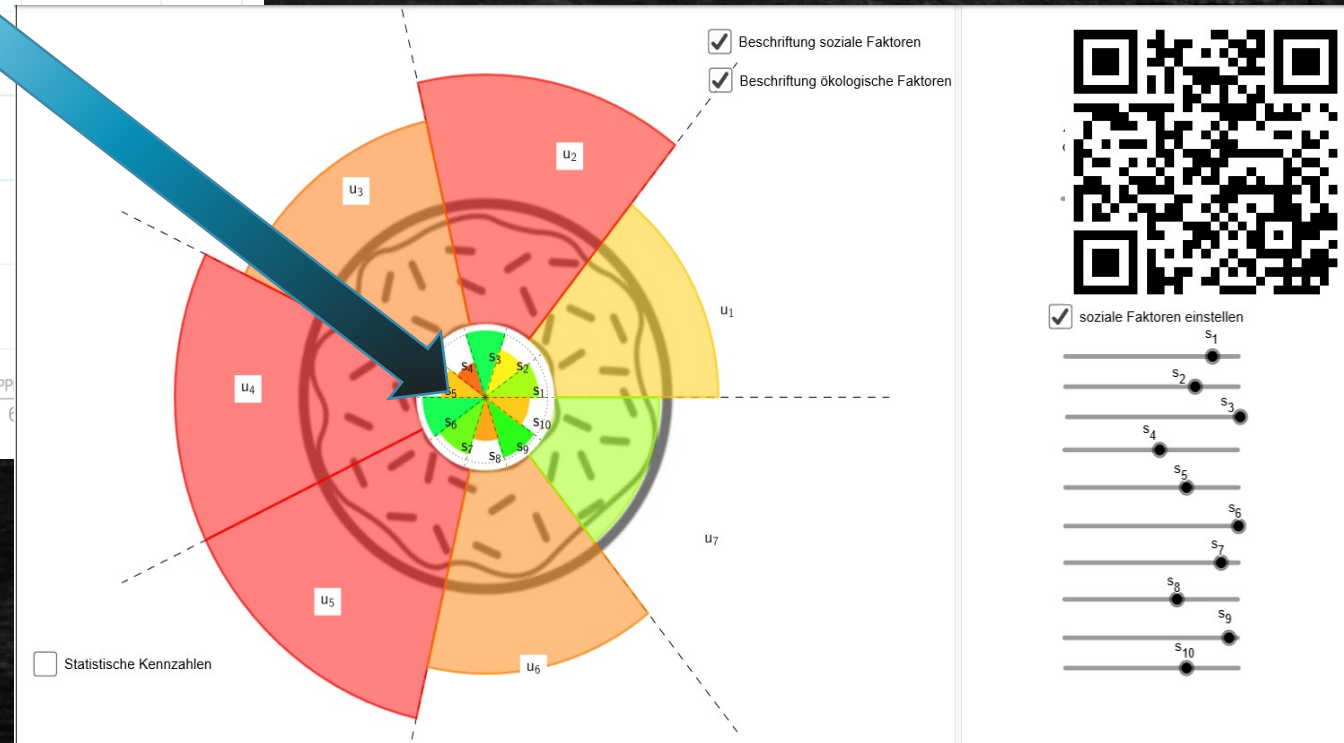 Beschriftung soziale Faktoren
Beschriftung ökologische Faktoren
u₂
u₃
u₁
u₄
s₃
s₄
s₂
s₅
s₁
s₆
s₁₀
s₇
s₉
s₈
u₇
u₅
u₆
Statistische Kennzahlen
soziale Faktoren einstellen
s₁
s₂
s₃
s₄
s₅
s₆
s₇
s₈
s₉
s₁₀